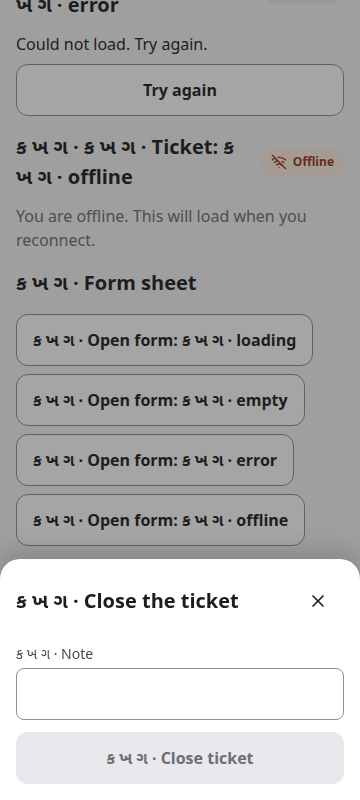 ક ખ ગ · error
Could not load. Try again.
Try again
ક ખ ગ · ક ખ ગ · Ticket: ક
ખ ગ · offline
Offline
You are offline. This will load when you
reconnect.
ક ખ ગ · Form sheet
ક ખ ગ · Open form: ક ખ ગ · loading
ક ખ ગ · Open form: ક ખ ગ · empty
ક ખ ગ · Open form: ક ખ ગ · error
ક ખ ગ · Open form: ક ખ ગ · offline
ક ખ ગ · Close the ticket
ક ખ ગ · Note
ક ખ ગ · Close ticket